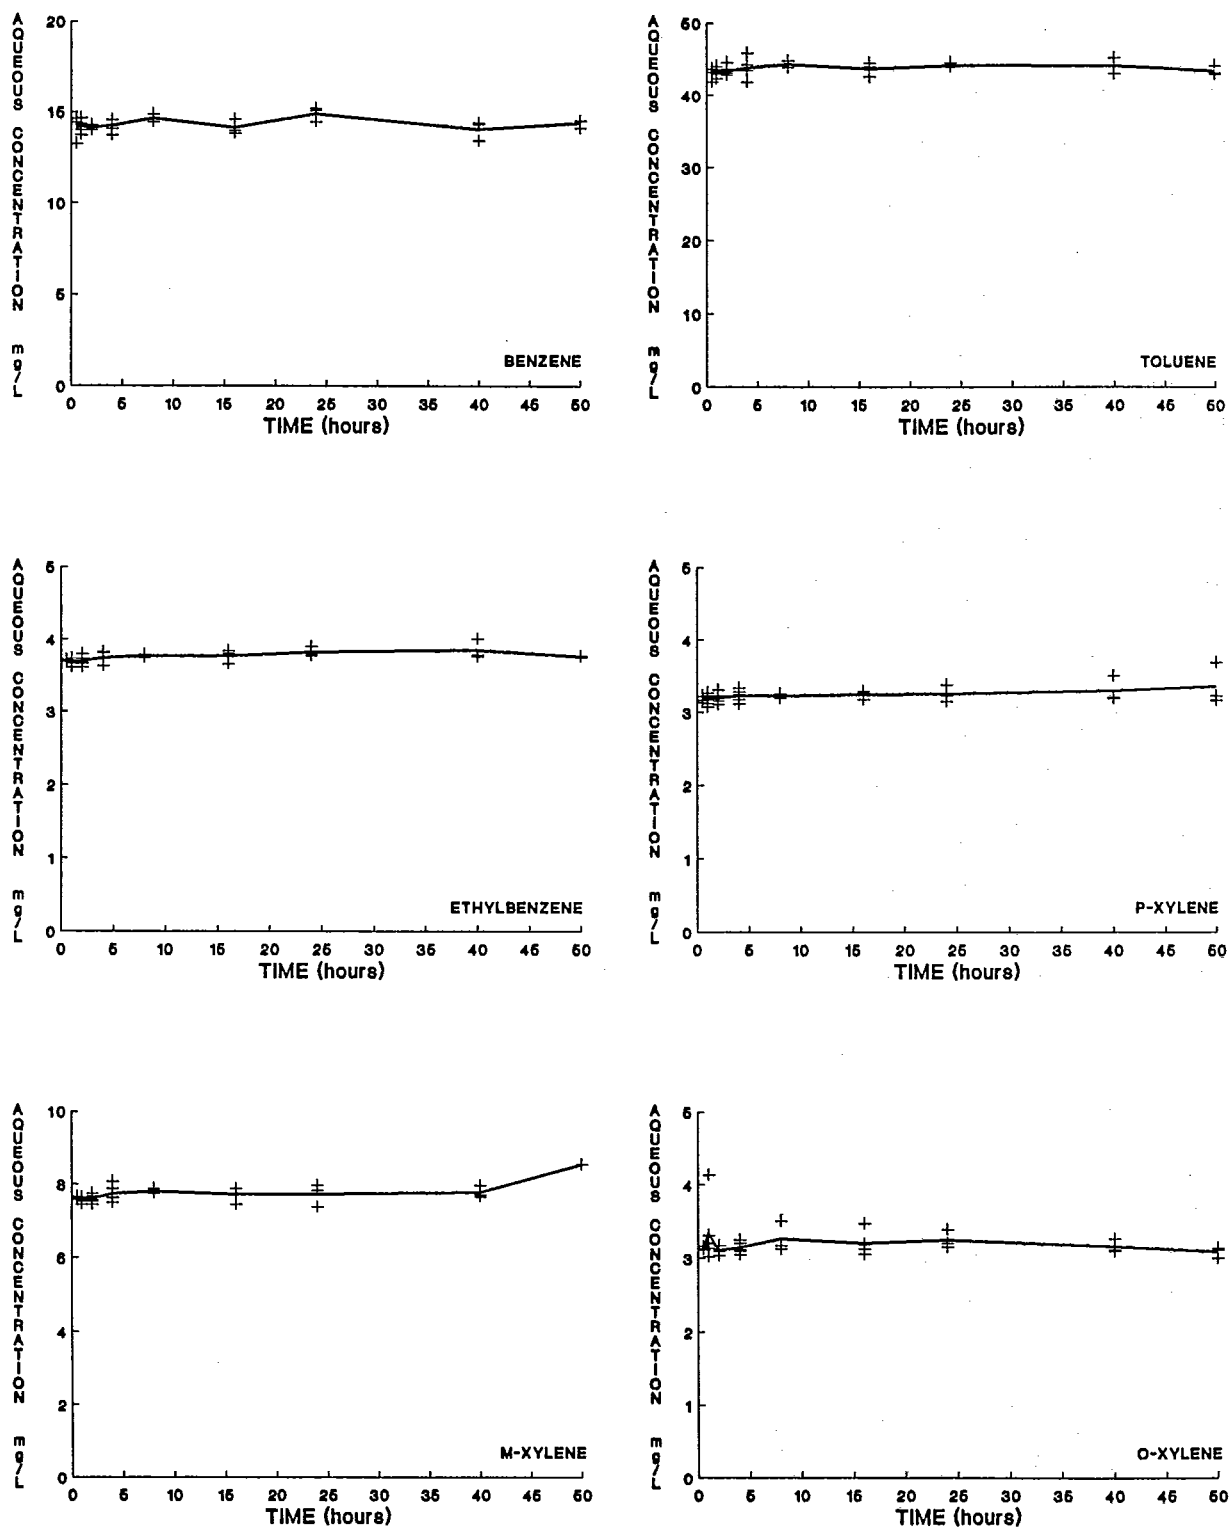 AQUEOUS CONCENTRATION mg/L
20
15
10
5
0
BENZENE
0 5 10 15 20 25 30 35 40 45 50
TIME (hours)
AQUEOUS CONCENTRATION mg/L
50
40
30
20
10
0
TOLUENE
0 5 10 15 20 25 30 35 40 45 50
TIME (hours)
AQUEOUS CONCENTRATION mg/L
5
4
3
2
1
0
ETHYLBENZENE
0 5 10 15 20 25 30 35 40 45 50
TIME (hours)
AQUEOUS CONCENTRATION mg/L
5
4
3
2
1
0
P-XYLENE
0 5 10 15 20 25 30 35 40 45 50
TIME (hours)
AQUEOUS CONCENTRATION mg/L
10
8
6
4
2
0
M-XYLENE
0 5 10 15 20 25 30 35 40 45 50
TIME (hours)
AQUEOUS CONCENTRATION mg/L
5
4
3
2
1
0
O-XYLENE
0 5 10 15 20 25 30 35 40 45 50
TIME (hours)